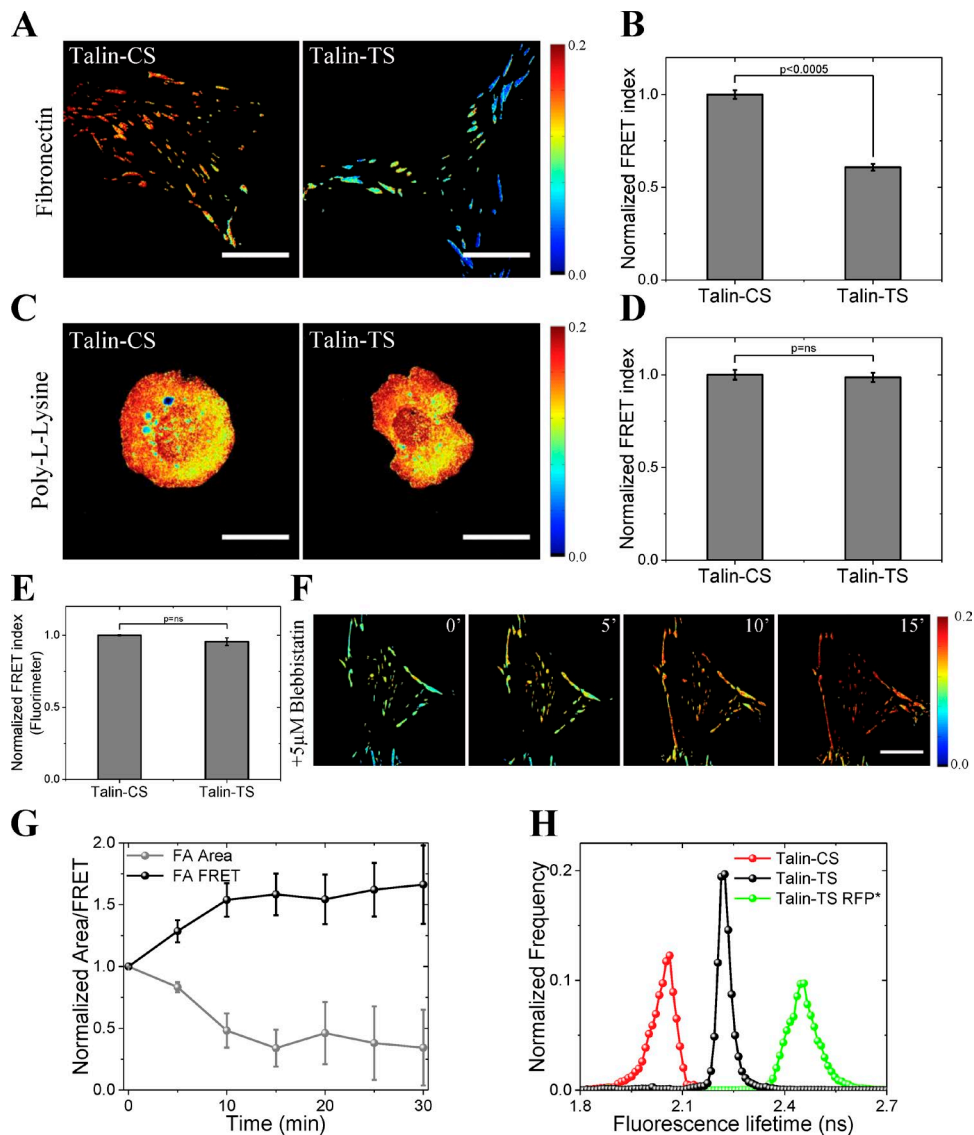 A
Talin-CS
Talin-TS
0.2
0.0
Fibronectin
B
p<0.0005
Normalized FRET index
1.0
0.5
0.0
Talin-CS
Talin-TS
C
Talin-CS
Talin-TS
0.2
0.0
Poly-L-Lysine
D
p=ns
Normalized FRET index
1.0
0.5
0.0
Talin-CS
Talin-TS
E
p=ns
Normalized FRET index
(Fluorimeter)
1.0
0.5
0.0
Talin-CS
Talin-TS
F
+5μM Blebbistatin
0’
5’
10’
15’
0.2
0.0
G
Normalized Area/FRET
2.0
1.5
1.0
0.5
0.0
FA Area
FA FRET
0
10
20
30
Time (min)
H
Normalized Frequency
0.2
0.1
0.0
Talin-CS
Talin-TS
Talin-TS RFP*
1.8
2.1
2.4
2.7
Fluorescence lifetime (ns)